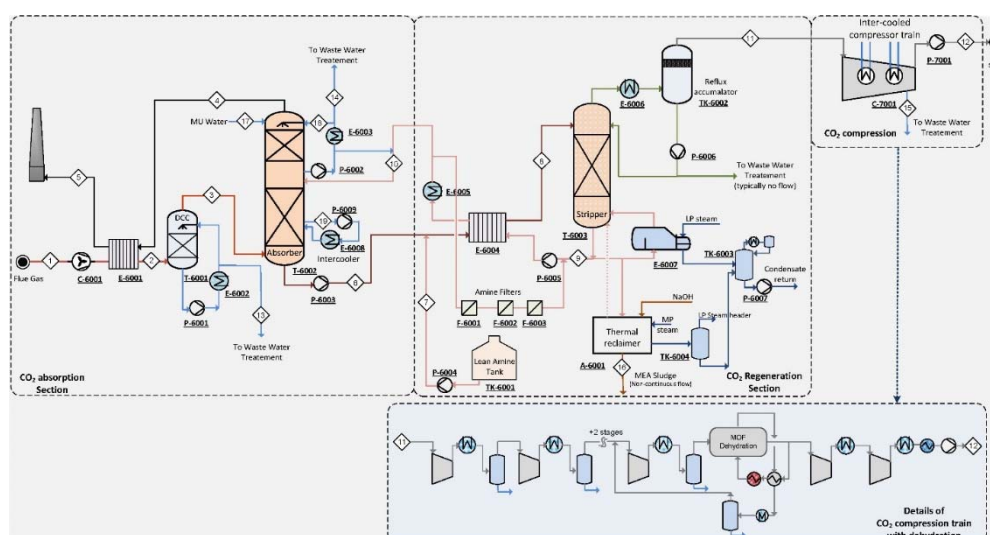 Inter-cooled
compressor train
11
12
P-7001
C-7001
15
To Waste Water
Treatement
CO₂ compression
To Waste Water
Treatement
14
4
MU Water
17
18
E-6003
P-6002
10
5
3
DCC
1
2
Flue Gas
C-6001
E-6001
T-6001
E-6002
P-6001
13
To Waste Water
Treatement
P-6009
19
E-6008
Intercooler
Absorber
T-6002
P-6003
8
CO₂ absorption
Section
E-6006
Reflux
accumalator
TK-6002
P-6006
To Waste Water
Treatement
(typically no flow)
E-6005
E-6004
Stripper
T-6003
P-6005
9
LP steam
E-6007
TK-6003
Condensate
return
P-6007
7
Amine Filters
F-6001
F-6002
F-6003
NaOH
MP
steam
LP Steam header
Thermal
reclaimer
TK-6004
A-6001
16
MEA Sludge
(Non-continuous flow)
Lean Amine
Tank
P-6004
TK-6001
CO₂ Regeneration
Section
11
+2 stages
MOF
Dehydration
12
Details of
CO₂ compression train
with dehydration